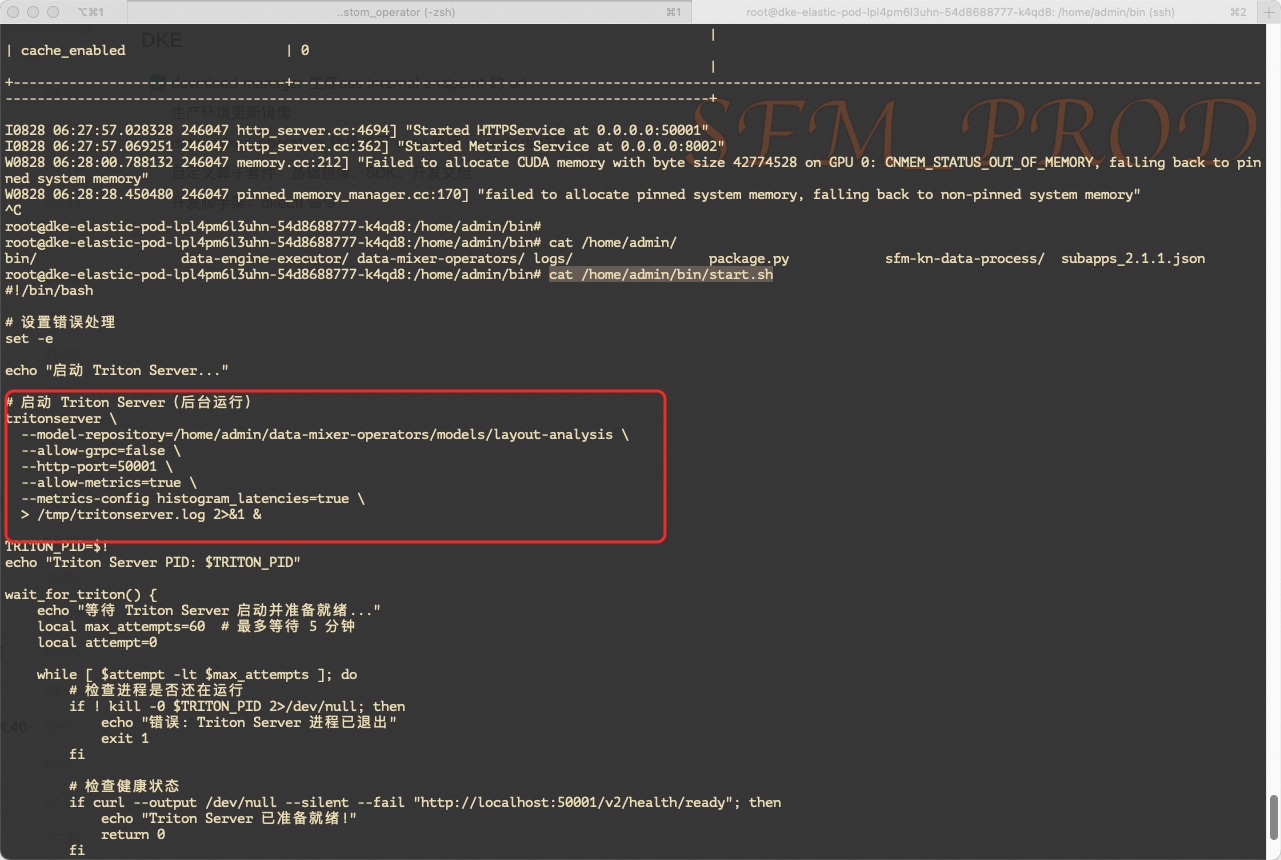 ⌥⌘1
..stom_operator (-zsh)
⌘1
root@dke-elastic-pod-lpl4pm6l3uhn-54d8688777-k4qd8: /home/admin/bin (ssh)
⌘2
+
|
| cache_enabled | 0
|
+----------------------------------+-------------------------------------------------------------------------------------------------------------------------
-----------------------------------------------------------------------------------------+
SFM_PROD
DKE
生产环境更新镜像
I0828 06:27:57.028328 246047 http_server.cc:4694] "Started HTTPService at 0.0.0.0:50001"
I0828 06:27:57.069251 246047 http_server.cc:362] "Started Metrics Service at 0.0.0.0:8002"
W0828 06:28:00.788132 246047 memory.cc:212] "Failed to allocate CUDA memory with byte size 42774528 on GPU 0: CNMEM_STATUS_OUT_OF_MEMORY, falling back to pin
ned system memory"
W0828 06:28:28.450480 246047 pinned_memory_manager.cc:170] "failed to allocate pinned system memory, falling back to non-pinned system memory"
^C
root@dke-elastic-pod-lpl4pm6l3uhn-54d8688777-k4qd8:/home/admin/bin#
root@dke-elastic-pod-lpl4pm6l3uhn-54d8688777-k4qd8:/home/admin/bin# cat /home/admin/
bin/ data-engine-executor/ data-mixer-operators/ logs/ package.py sfm-kn-data-process/ subapps_2.1.1.json
root@dke-elastic-pod-lpl4pm6l3uhn-54d8688777-k4qd8:/home/admin/bin# cat /home/admin/bin/start.sh
#!/bin/bash
# 设置错误处理
set -e
echo "启动 Triton Server..."
# 启动 Triton Server（后台运行）
tritonserver \
--model-repository=/home/admin/data-mixer-operators/models/layout-analysis \
--allow-grpc=false \
--http-port=50001 \
--allow-metrics=true \
--metrics-config histogram_latencies=true \
> /tmp/tritonserver.log 2>&1 &
TRITON_PID=$!
echo "Triton Server PID: $TRITON_PID"
wait_for_triton() {
echo "等待 Triton Server 启动并准备就绪..."
local max_attempts=60 # 最多等待 5 分钟
local attempt=0
while [ $attempt -lt $max_attempts ]; do
# 检查进程是否还在运行
if ! kill -0 $TRITON_PID 2>/dev/null; then
echo "错误: Triton Server 进程已退出"
exit 1
fi
# 检查健康状态
if curl --output /dev/null --silent --fail "http://localhost:50001/v2/health/ready"; then
echo "Triton Server 已准备就绪!"
return 0
fi